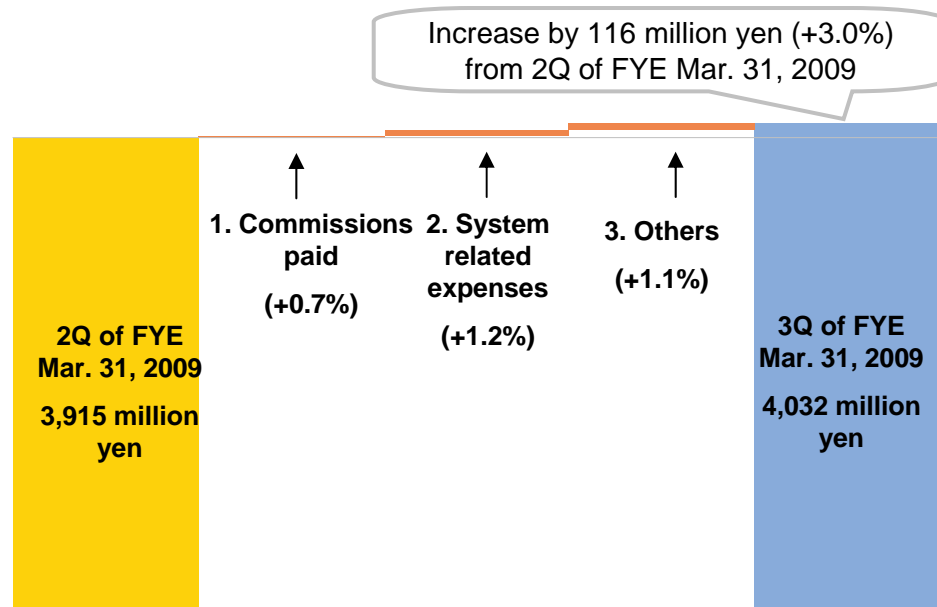 Increase by 116 million yen (+3.0%)
from 2Q of FYE Mar. 31, 2009
1. Commissions
paid
(+0.7%)
2. System
related
expenses
(+1.2%)
3. Others
(+1.1%)
2Q of FYE
Mar. 31, 2009
3,915 million
yen
3Q of FYE
Mar. 31, 2009
4,032 million
yen